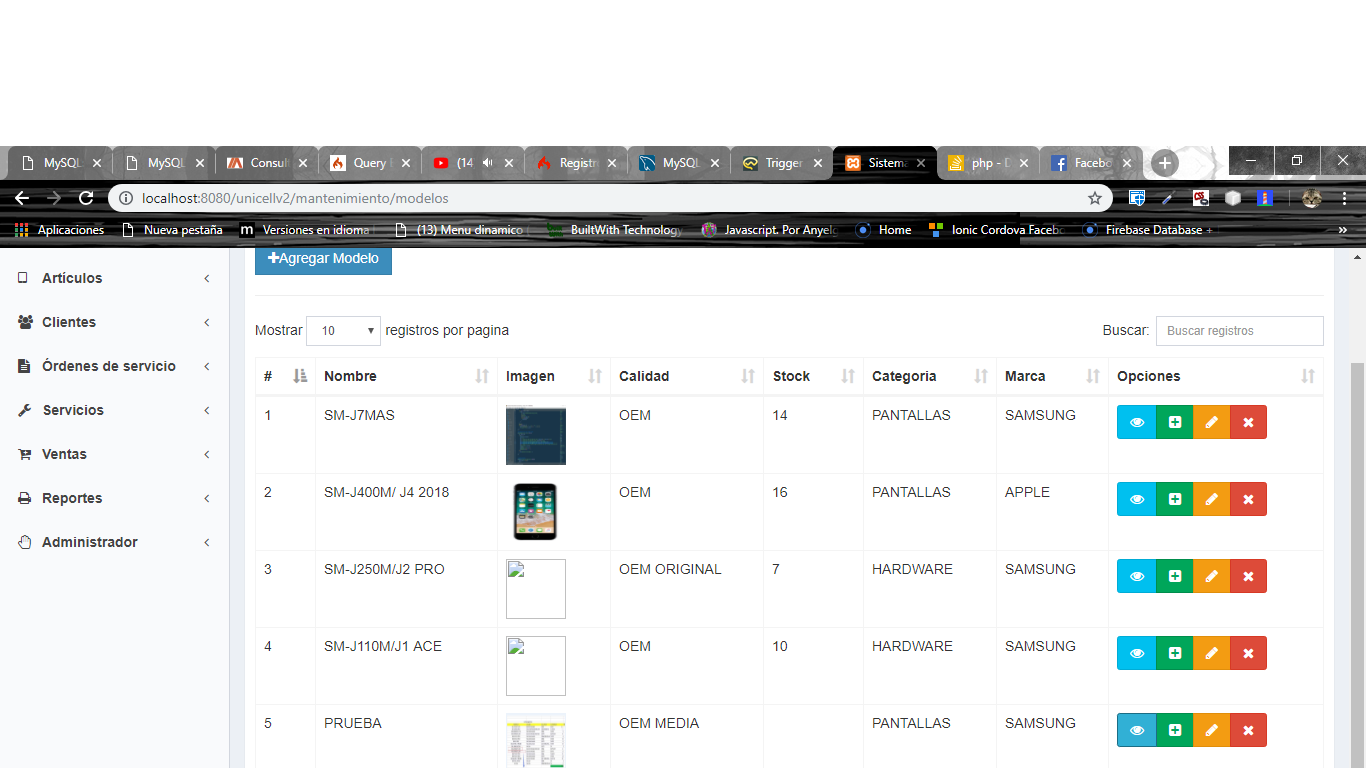 MySQL MySQL Consult Query (14 Registr MySQL Trigger Sistema php - D Facebo
localhost:8080/unicellv2/mantenimiento/modelos
Aplicaciones Nueva pestaña Versiones en idioma (13) Menu dinamico BuiltWith Technology Javascript. Por Anyelo Home Ionic Cordova Facebo Firebase Database + »
Artículos
Clientes
Órdenes de servicio
Servicios
Ventas
Reportes
Administrador
+Agregar Modelo
Mostrar 10 registros por pagina
Buscar: Buscar registros
# Nombre Imagen Calidad Stock Categoria Marca Opciones
1 SM-J7MAS OEM 14 PANTALLAS SAMSUNG
2 SM-J400M/ J4 2018 OEM 16 PANTALLAS APPLE
3 SM-J250M/J2 PRO OEM ORIGINAL 7 HARDWARE SAMSUNG
4 SM-J110M/J1 ACE OEM 10 HARDWARE SAMSUNG
5 PRUEBA OEM MEDIA PANTALLAS SAMSUNG